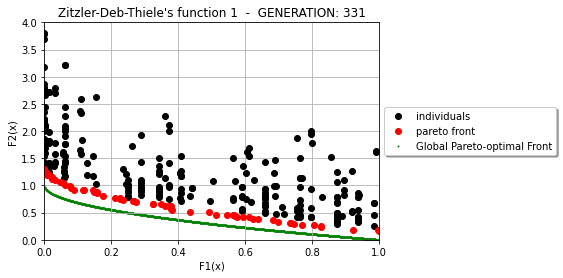 Zitzler-Deb-Thiele's function 1 - GENERATION: 331
4.0
3.5
3.0
2.5
2.0
1.5
1.0
0.5
0.0
F2(x)
0.0 0.2 0.4 0.6 0.8 1.0
F1(x)
individuals
pareto front
Global Pareto-optimal Front